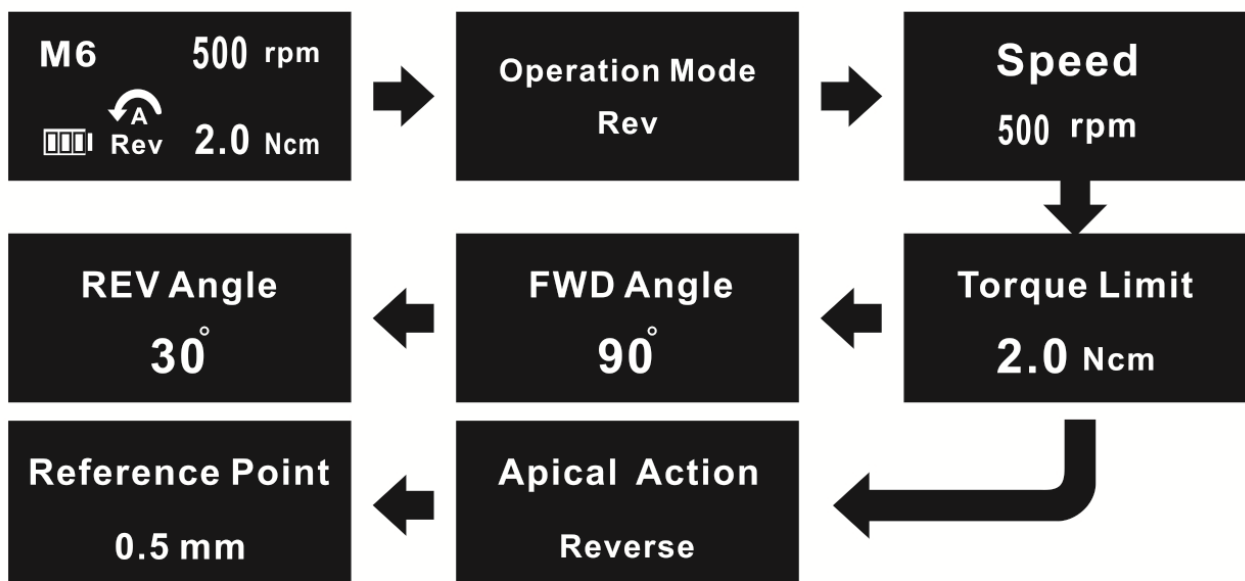 M6 500 rpm
A
Rev 2.0 Ncm
Operation Mode
Rev
Speed
500 rpm
REV Angle
30°
FWD Angle
90°
Torque Limit
2.0 Ncm
Reference Point
0.5 mm
Apical Action
Reverse